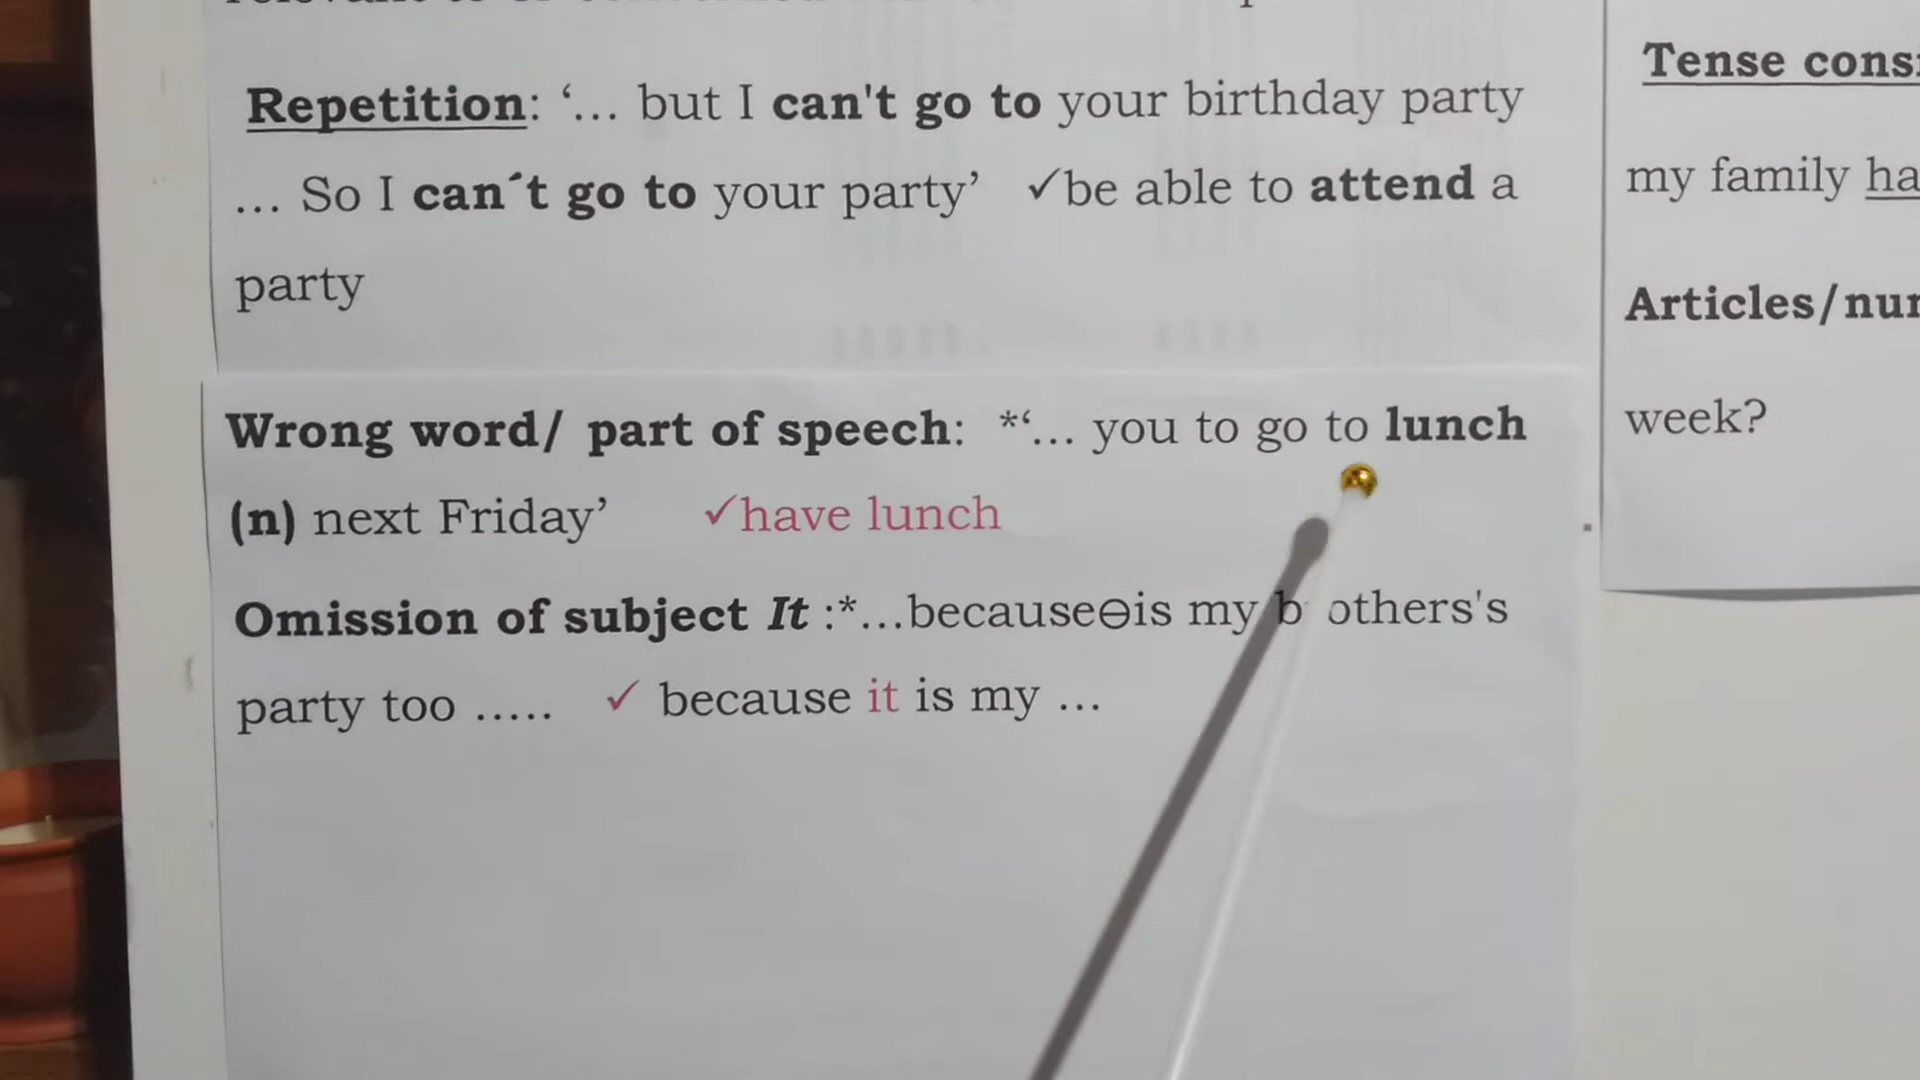 Repetition: ‘... but I can't go to your birthday party
... So I can´t go to your party’ ✓be able to attend a
party
Wrong word/ part of speech: *‘... you to go to lunch
(n) next Friday’ ✓have lunch
Omission of subject It :*...becauseɵis my b others's
party too ..... ✓ because it is my ...
Tense cons
my family ha
Articles/nu
week?